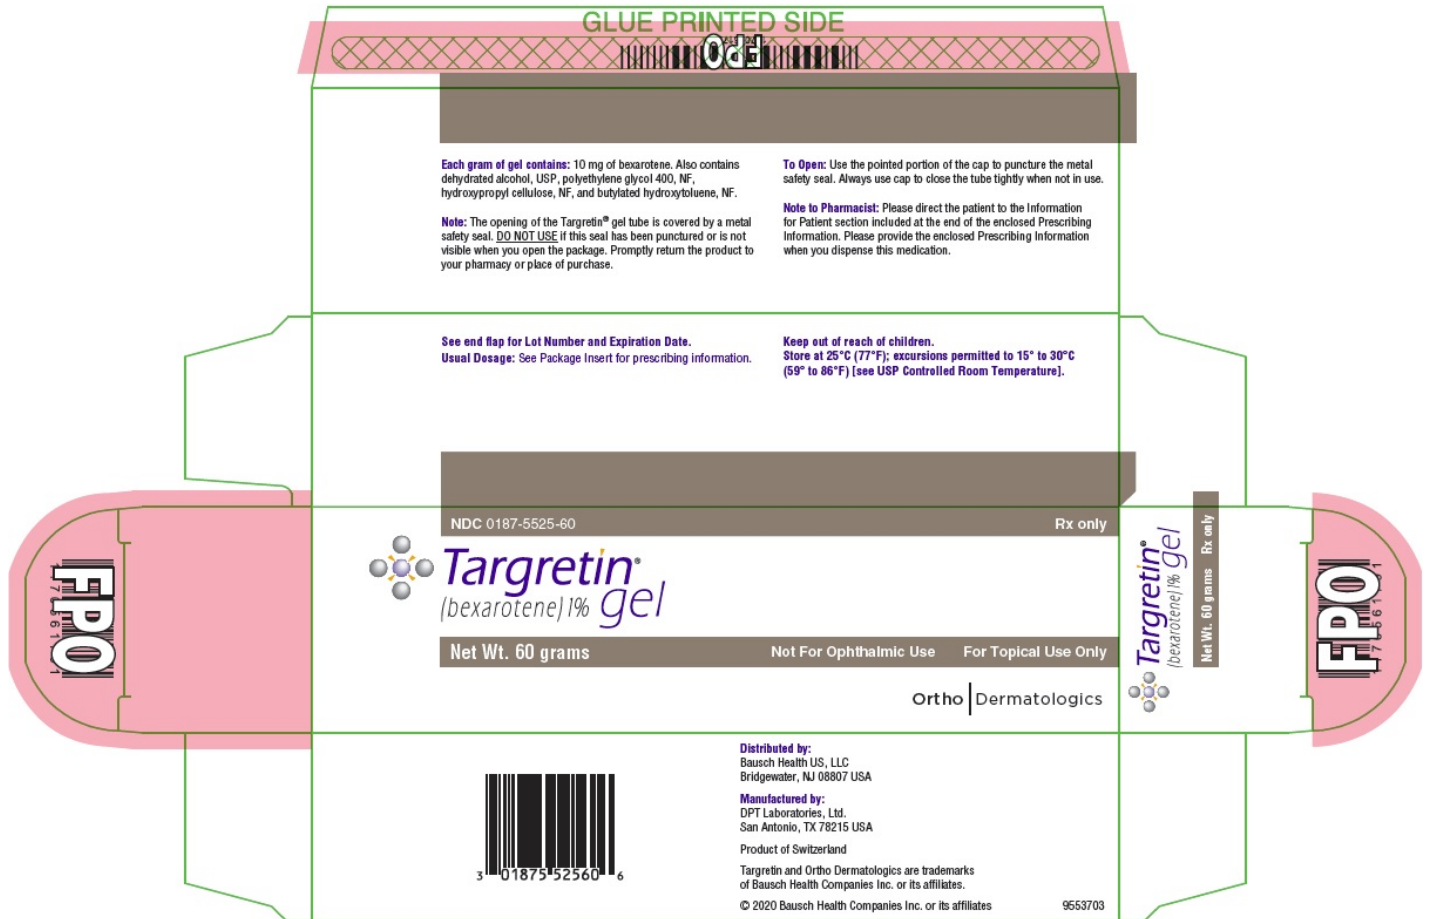 GLUE PRINTED SIDE
FPO
Each gram of gel contains: 10 mg of bexarotene. Also contains
dehydrated alcohol, USP, polyethylene glycol 400, NF,
hydroxypropyl cellulose, NF, and butylated hydroxytoluene, NF.
Note: The opening of the Targretin® gel tube is covered by a metal
safety seal. DO NOT USE if this seal has been punctured or is not
visible when you open the package. Promptly return the product to
your pharmacy or place of purchase.
To Open: Use the pointed portion of the cap to puncture the metal
safety seal. Always use cap to close the tube tightly when not in use.
Note to Pharmacist: Please direct the patient to the Information
for Patient section included at the end of the enclosed Prescribing
Information. Please provide the enclosed Prescribing Information
when you dispense this medication.
See end flap for Lot Number and Expiration Date.
Usual Dosage: See Package Insert for prescribing information.
Keep out of reach of children.
Store at 25°C (77°F); excursions permitted to 15° to 30°C
(59° to 86°F) [see USP Controlled Room Temperature].
NDC 0187-5525-60
Rx only
Targretin®
(bexarotene) 1% gel
Net Wt. 60 grams
Not For Ophthalmic Use
For Topical Use Only
Ortho | Dermatologics
FPO
Targretin®
(bexarotene) 1% gel
Net Wt. 60 grams Rx only
FPO
3 01875 52560 6
Distributed by:
Bausch Health US, LLC
Bridgewater, NJ 08807 USA
Manufactured by:
DPT Laboratories, Ltd.
San Antonio, TX 78215 USA
Product of Switzerland
Targretin and Ortho Dermatologics are trademarks
of Bausch Health Companies Inc. or its affiliates.
© 2020 Bausch Health Companies Inc. or its affiliates
9553703